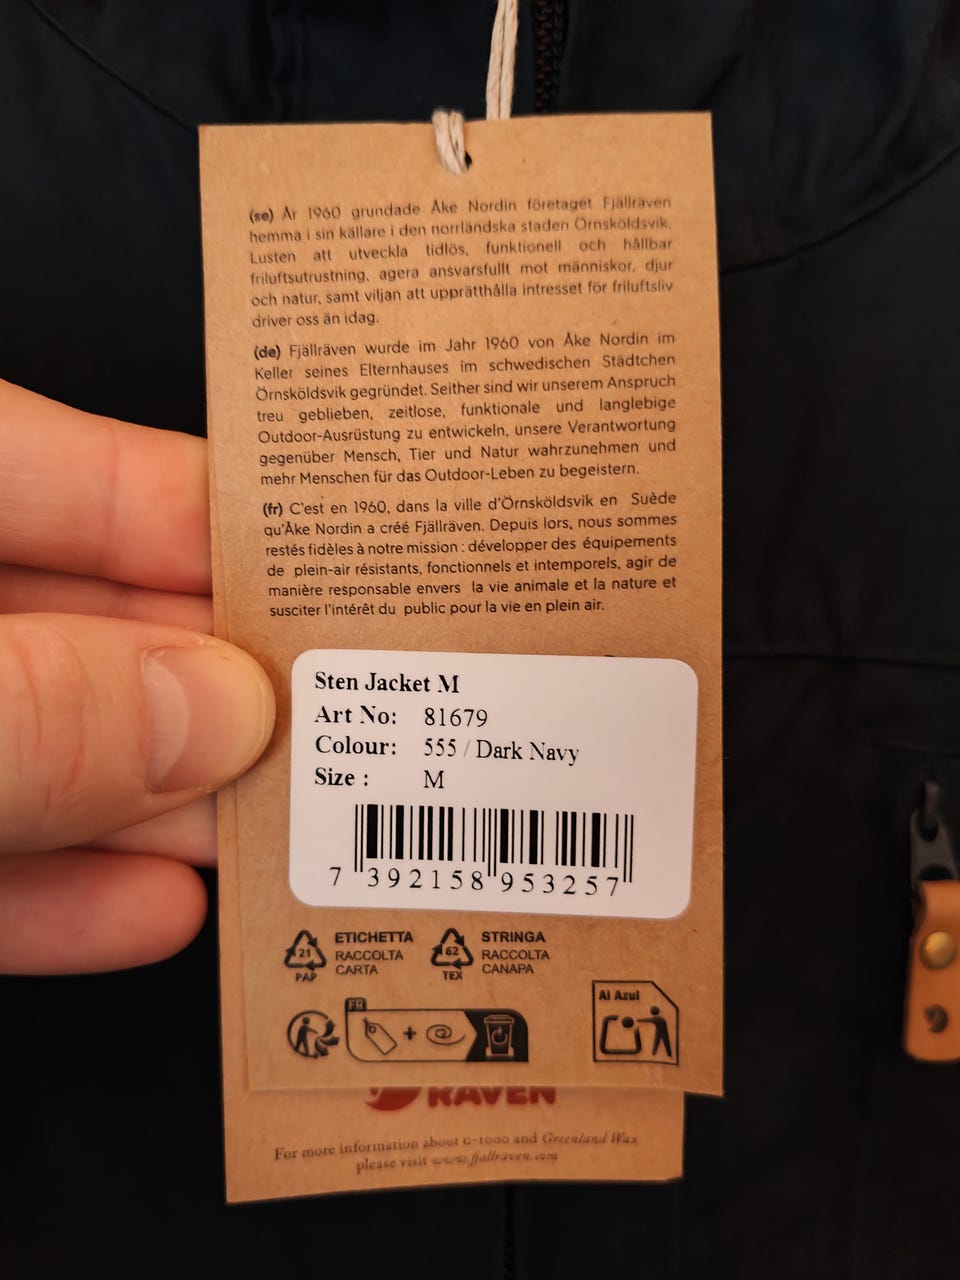 (se) År 1960 grundade Åke Nordin företaget Fjällräven
hemma i sin källare i den norrländska staden Örnsköldsvik.
Lusten att utveckla tidlös, funktionell och hållbar
friluftsutrustning, agera ansvarsfullt mot människor, djur
och natur, samt viljan att upprätthålla intresset för friluftsliv
driver oss än idag.
(de) Fjällräven wurde im Jahr 1960 von Åke Nordin im
Keller seines Elternhauses im schwedischen Städtchen
Örnsköldsvik gegründet. Seither sind wir unserem Anspruch
treu geblieben, zeitlose, funktionale und langlebige
Outdoor-Ausrüstung zu entwickeln, unsere Verantwortung
gegenüber Mensch, Tier und Natur wahrzunehmen und
mehr Menschen für das Outdoor-Leben zu begeistern.
(fr) C'est en 1960, dans la ville d'Örnsköldsvik en Suède
qu'Åke Nordin a créé Fjällräven. Depuis lors, nous sommes
restés fidèles à notre mission : développer des équipements
de plein-air résistants, fonctionnels et intemporels, agir de
manière responsable envers la vie animale et la nature et
susciter l'intérêt du public pour la vie en plein air.
Sten Jacket M
Art No: 81679
Colour: 555 / Dark Navy
Size : M
7 392158 953257
21 PAP
ETICHETTA
RACCOLTA
CARTA
62 TEX
STRINGA
RACCOLTA
CANAPA
FR
Al Azul
RAVEN
For more information about G-1000 and Greenland Wax
please visit www.fjallraven.com